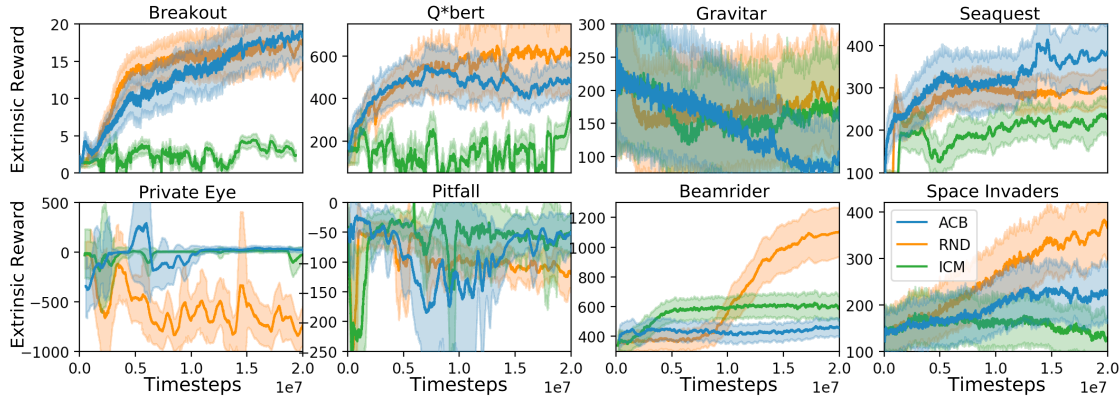 Breakout
Q*bert
Gravitar
Seaquest
Extrinsic Reward
20
15
10
5
0
600
400
200
300
250
200
150
100
400
300
200
100
Private Eye
Pitfall
Beamrider
Space Invaders
Extrinsic Reward
500
0
−500
−1000
0
−50
−100
−150
−200
−250
1200
1000
800
600
400
400
300
200
100
ACB
RND
ICM
0.0 0.5 1.0 1.5 2.0
0.0 0.5 1.0 1.5 2.0
0.0 0.5 1.0 1.5 2.0
0.0 0.5 1.0 1.5 2.0
Timesteps 1e7
Timesteps 1e7
Timesteps 1e7
Timesteps 1e7